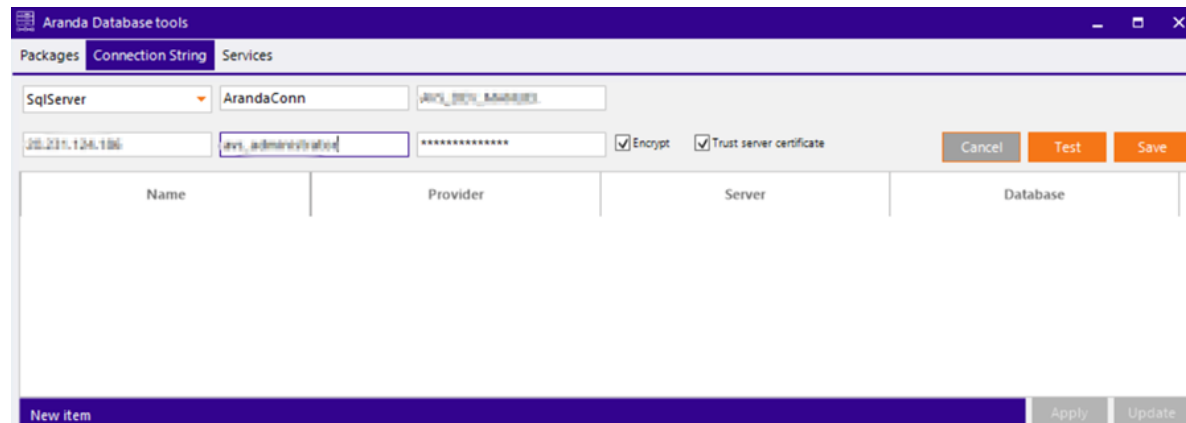 Aranda Database tools
Packages Connection String Services
SqlServer ArandaConn
avs_administrator ************** Encrypt Trust server certificate Cancel Test Save
Name Provider Server Database
New item Apply Update